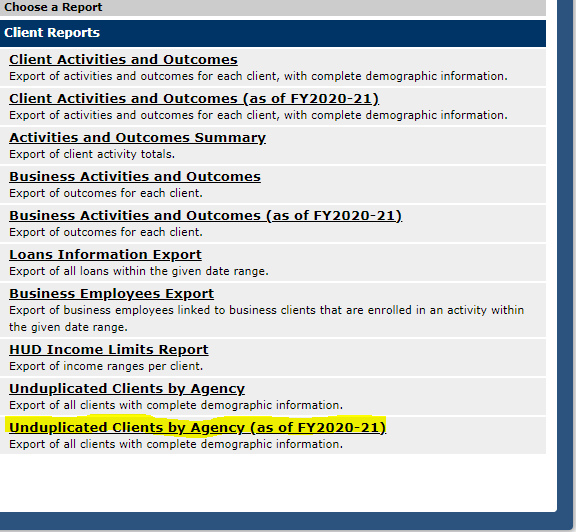 Choose a Report
Client Reports
Client Activities and Outcomes
Export of activities and outcomes for each client, with complete demographic information.
Client Activities and Outcomes (as of FY2020-21)
Export of activities and outcomes for each client, with complete demographic information.
Activities and Outcomes Summary
Export of client activity totals.
Business Activities and Outcomes
Export of outcomes for each client.
Business Activities and Outcomes (as of FY2020-21)
Export of outcomes for each client.
Loans Information Export
Export of all loans within the given date range.
Business Employees Export
Export of business employees linked to business clients that are enrolled in an activity within
the given date range.
HUD Income Limits Report
Export of income ranges per client.
Unduplicated Clients by Agency
Export of all clients with complete demographic information.
Unduplicated Clients by Agency (as of FY2020-21)
Export of all clients with complete demographic information.